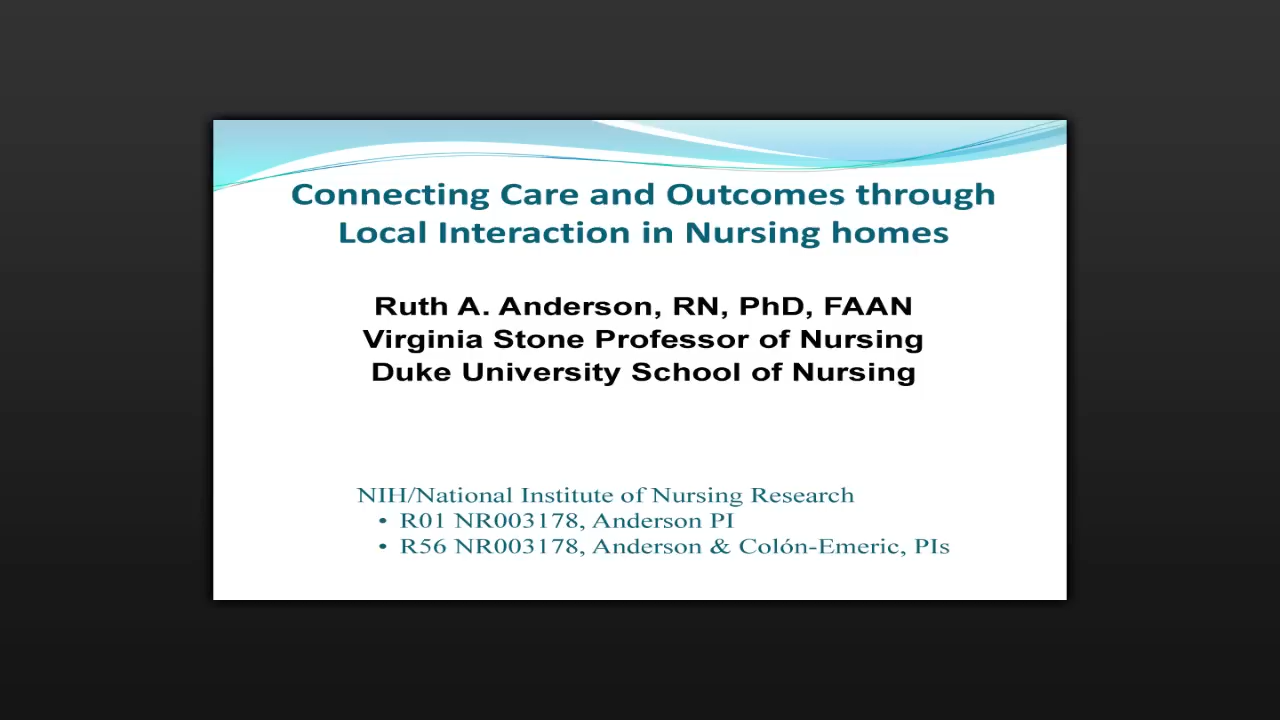 Connecting Care and Outcomes through
Local Interaction in Nursing homes
Ruth A. Anderson, RN, PhD, FAAN
Virginia Stone Professor of Nursing
Duke University School of Nursing
NIH/National Institute of Nursing Research
• R01 NR003178, Anderson PI
• R56 NR003178, Anderson & Colón-Emeric, PIs